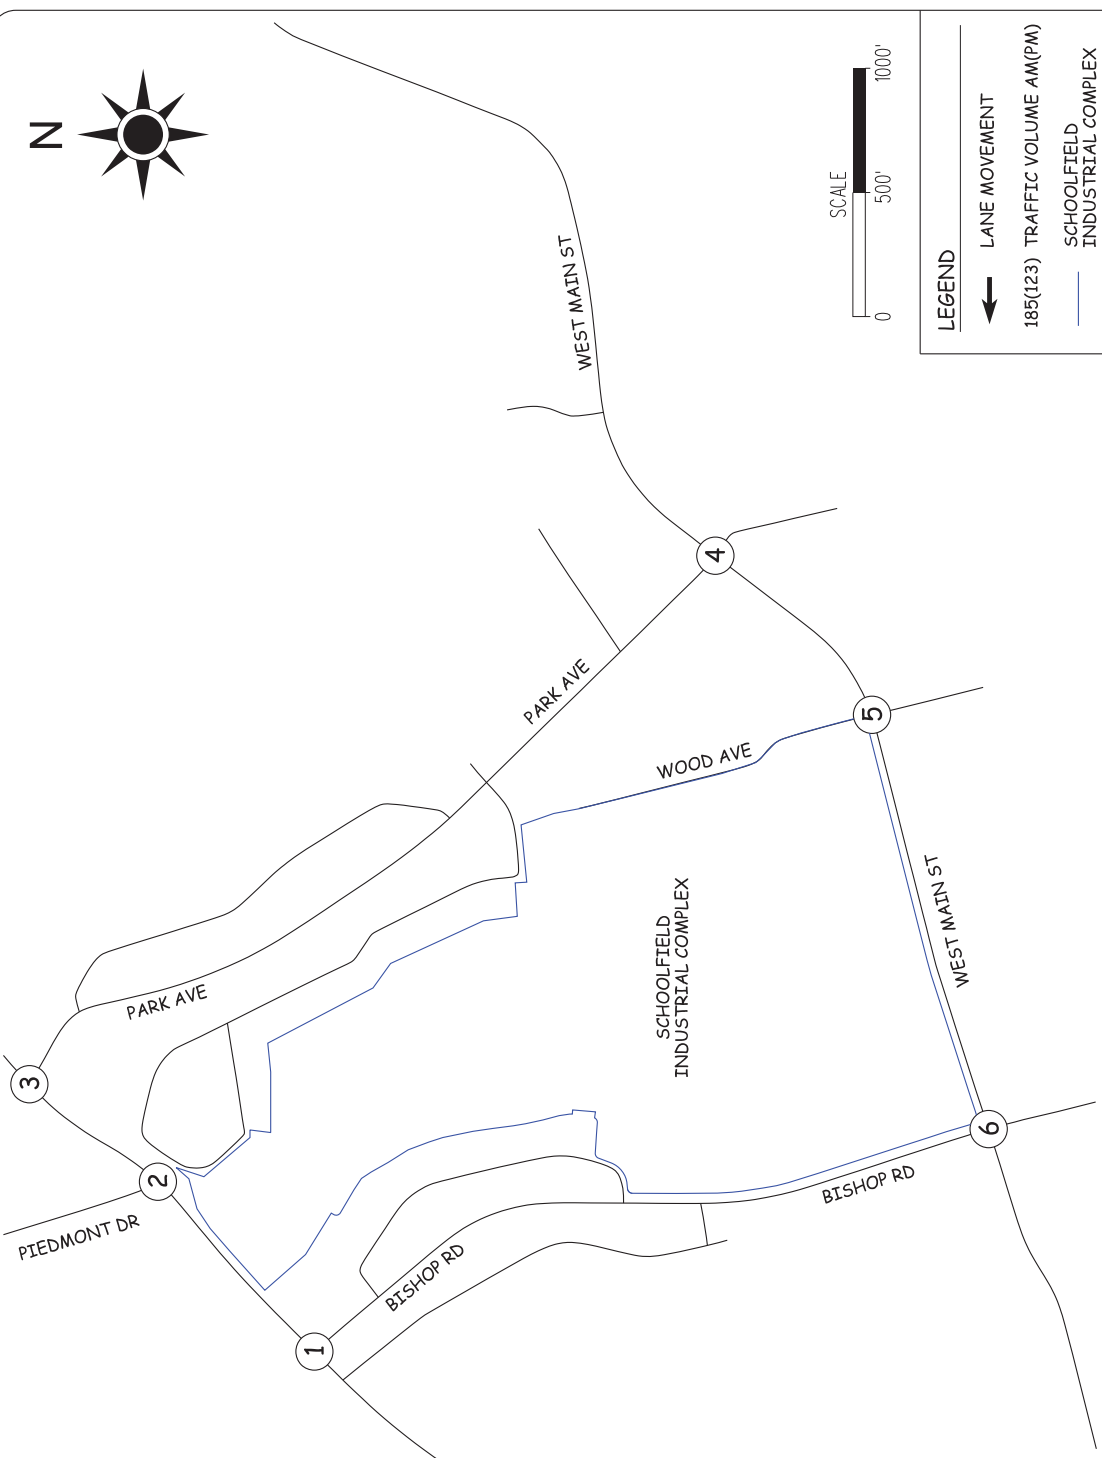 N
WEST MAIN ST
SCALE
0 500' 1000'
LEGEND
LANE MOVEMENT
185(123) TRAFFIC VOLUME AM(PM)
SCHOOLFIELD
INDUSTRIAL COMPLEX
3
PARK AVE
PARK AVE
4
2
PIEDMONT DR
WOOD AVE
5
SCHOOLFIELD
INDUSTRIAL COMPLEX
WEST MAIN ST
1
BISHOP RD
BISHOP RD
6